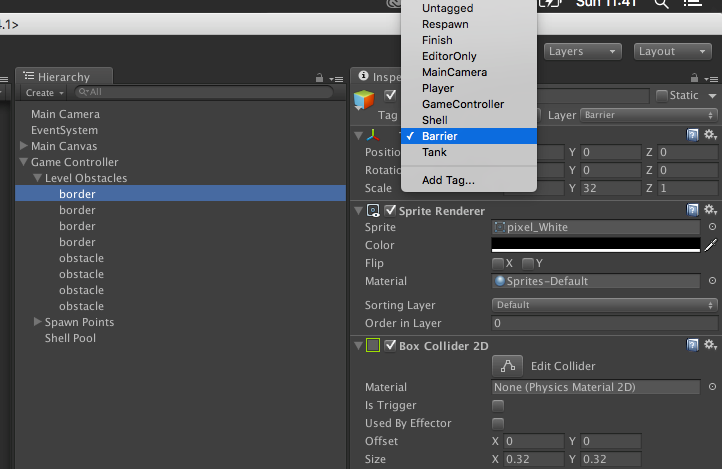 Sun 11:41
4.1>
Untagged
Respawn
Finish
EditorOnly
MainCamera
Player
GameController
Shell
✓ Barrier
Tank
Add Tag...
Layers
Layout
Hierarchy
Create
All
Main Camera
EventSystem
Main Canvas
Game Controller
Level Obstacles
border
border
border
border
obstacle
obstacle
obstacle
obstacle
Spawn Points
Shell Pool
Static
Tag
Layer Barrier
Y 0 Z 0
Y 0 Z 0
Scale Y 32 Z 1
Sprite Renderer
Sprite pixel_White
Color
Flip X Y
Material Sprites-Default
Sorting Layer Default
Order in Layer 0
Box Collider 2D
Edit Collider
Material None (Physics Material 2D)
Is Trigger
Used By Effector
Offset X 0 Y 0
Size X 0.32 Y 0.32